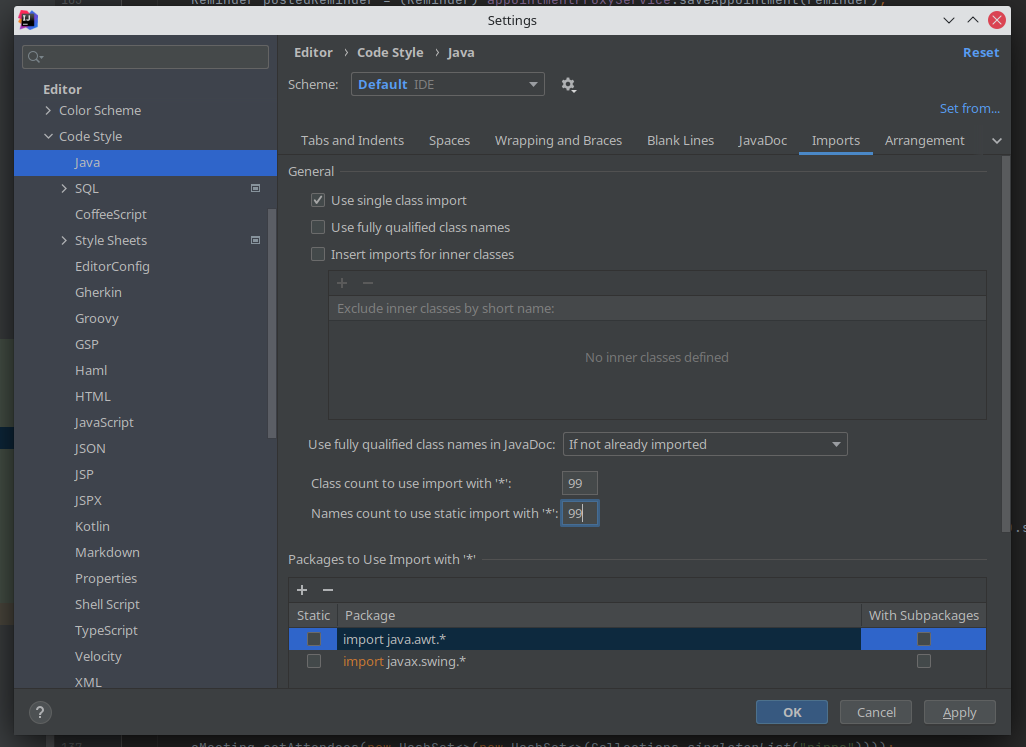 Reminder postedReminder = (Reminder) appointmentProxyService.saveAppointment(reminder);
Settings
Editor
Color Scheme
Code Style
Java
SQL
CoffeeScript
Style Sheets
EditorConfig
Gherkin
Groovy
GSP
Haml
HTML
JavaScript
JSON
JSP
JSPX
Kotlin
Markdown
Properties
Shell Script
TypeScript
Velocity
XML
Editor › Code Style › Java
Reset
Scheme: Default IDE
Set from...
Tabs and Indents Spaces Wrapping and Braces Blank Lines JavaDoc Imports Arrangement
General
Use single class import
Use fully qualified class names
Insert imports for inner classes
Exclude inner classes by short name:
No inner classes defined
Use fully qualified class names in JavaDoc: If not already imported
Class count to use import with '*': 99
Names count to use static import with '*': 99
Packages to Use Import with '*'
Static Package With Subpackages
import java.awt.*
import javax.swing.*
? OK Cancel Apply